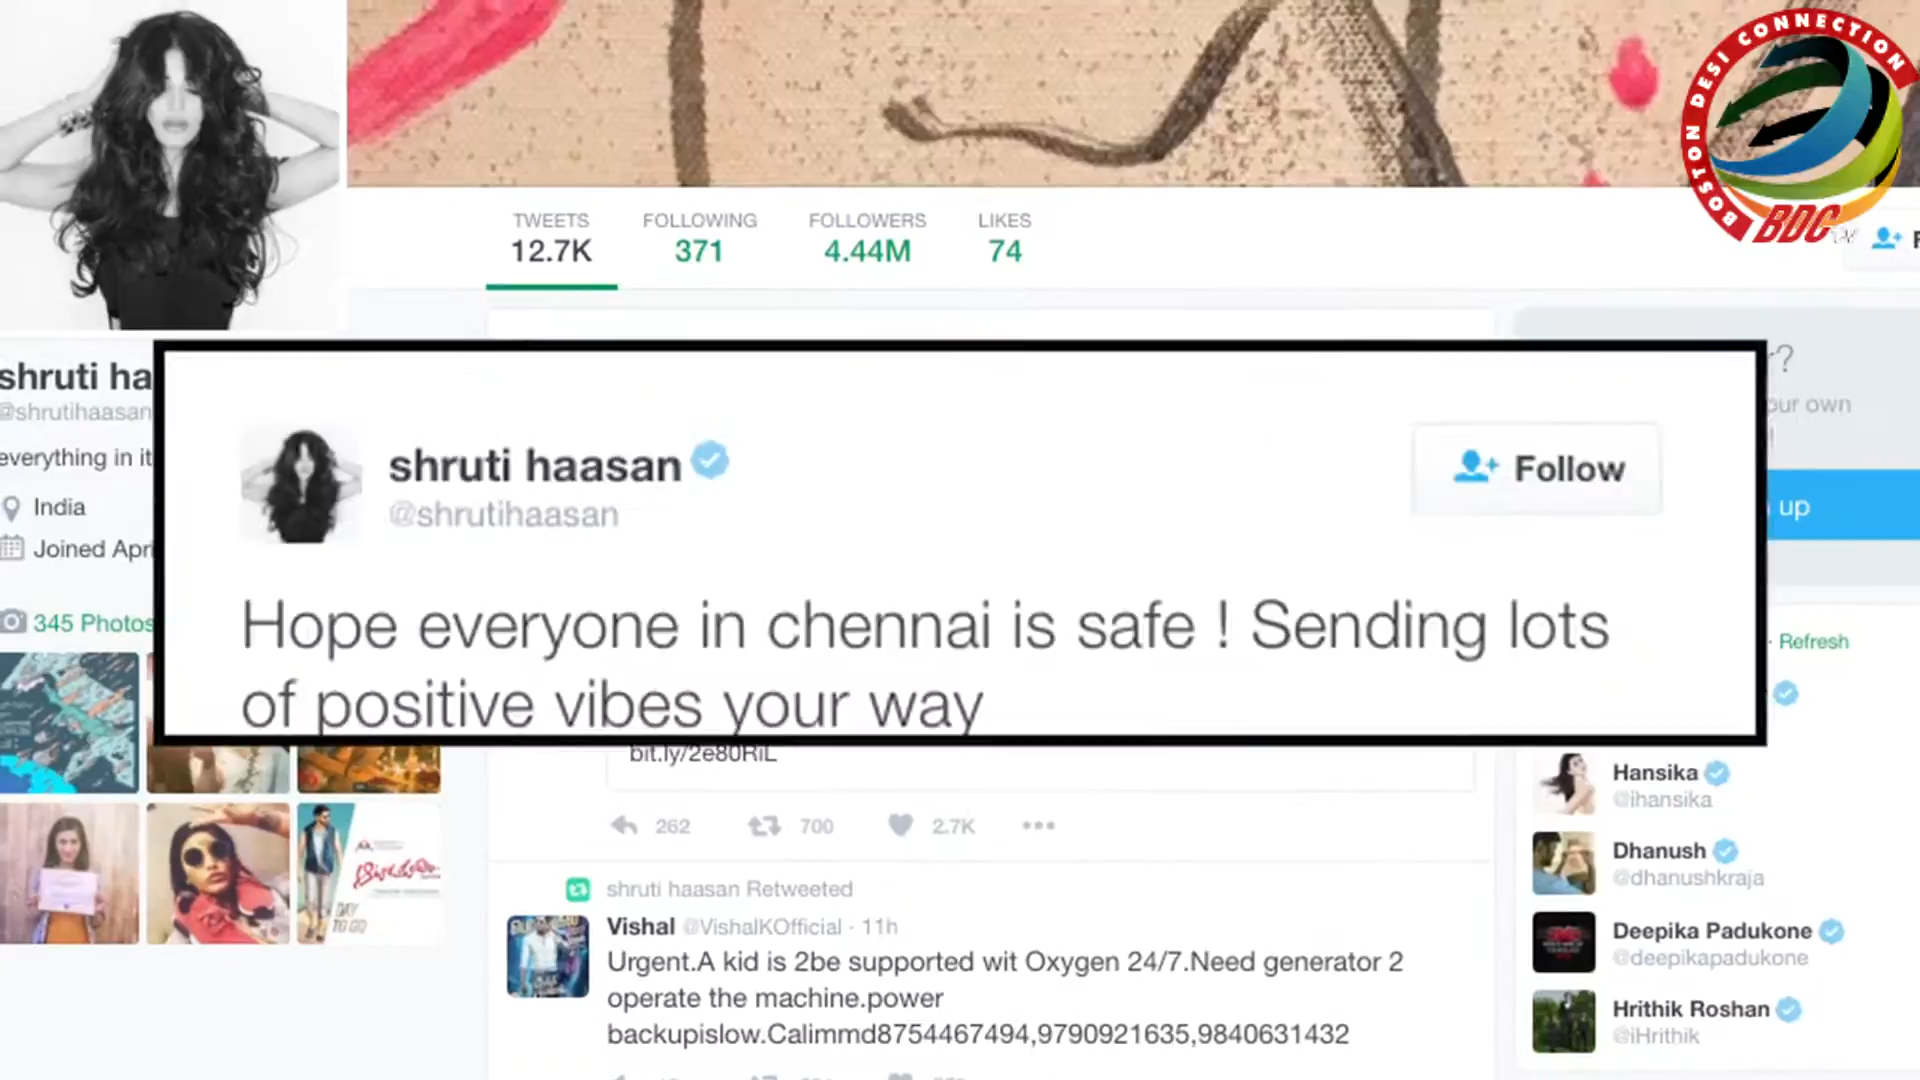 BOSTON DESI CONNECTION
BDC
TWEETS
12.7K
FOLLOWING
371
FOLLOWERS
4.44M
LIKES
74
shruti ha
@shrutihaasan
everything in it
India
Joined Apri
345 Photos
shruti haasan
@shrutihaasan
Follow
Hope everyone in chennai is safe ! Sending lots
of positive vibes your way
our own
up
Refresh
bit.ly/2e80RiL
262 700 2.7K
shruti haasan Retweeted
Vishal @VishalKOfficial · 11h
Urgent.A kid is 2be supported wit Oxygen 24/7.Need generator 2
operate the machine.power
backupislow.Calimmd8754467494,9790921635,9840631432
Hansika
@ihansika
Dhanush
@dhanushkraja
Deepika Padukone
@deepikapadukone
Hrithik Roshan
@iHrithik
DAY
TO GO